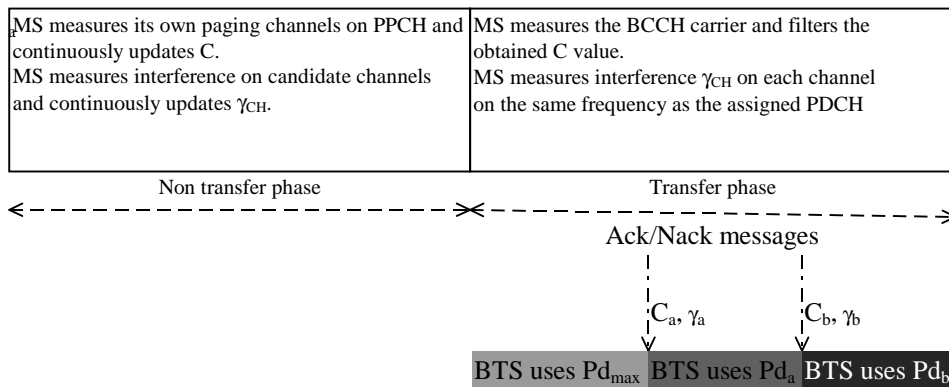 a MS measures its own paging channels on PPCH and
continuously updates C.
MS measures interference on candidate channels
and continuously updates γCH.
MS measures the BCCH carrier and filters the
obtained C value.
MS measures interference γCH on each channel
on the same frequency as the assigned PDCH
Non transfer phase
Transfer phase
Ack/Nack messages
Ca, γa
Cb, γb
BTS uses Pdmax
BTS uses Pda
BTS uses Pdb